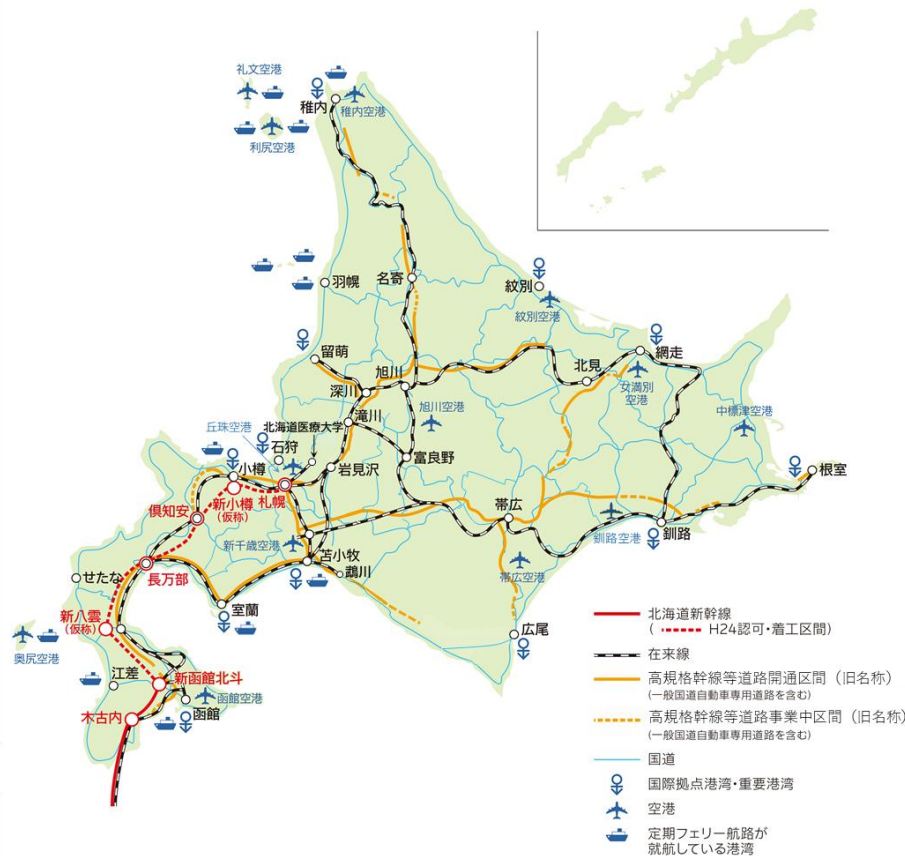 礼文空港
稚内
稚内空港
利尻空港
羽幌
名寄
紋別
紋別空港
留萌
旭川
北見
網走
女満別
空港
深川
旭川空港
中標津空港
滝川
丘珠空港
北海道医療大学
石狩
小樽
岩見沢
富良野
根室
新小樽
(仮称)
札幌
倶知安
帯広
新千歳空港
釧路空港
釧路
苫小牧
帯広空港
せたな
長万部
鵡川
室蘭
新八雲
(仮称)
広尾
奥尻空港
江差
新函館北斗
函館空港
函館
木古内
北海道新幹線
( H24認可・着工区間)
在来線
高規格幹線等道路開通区間(旧名称)
(一般国道自動車専用道路を含む)
高規格幹線等道路事業中区間(旧名称)
(一般国道自動車専用道路を含む)
国道
国際拠点港湾・重要港湾
空港
定期フェリー航路が
就航している港湾